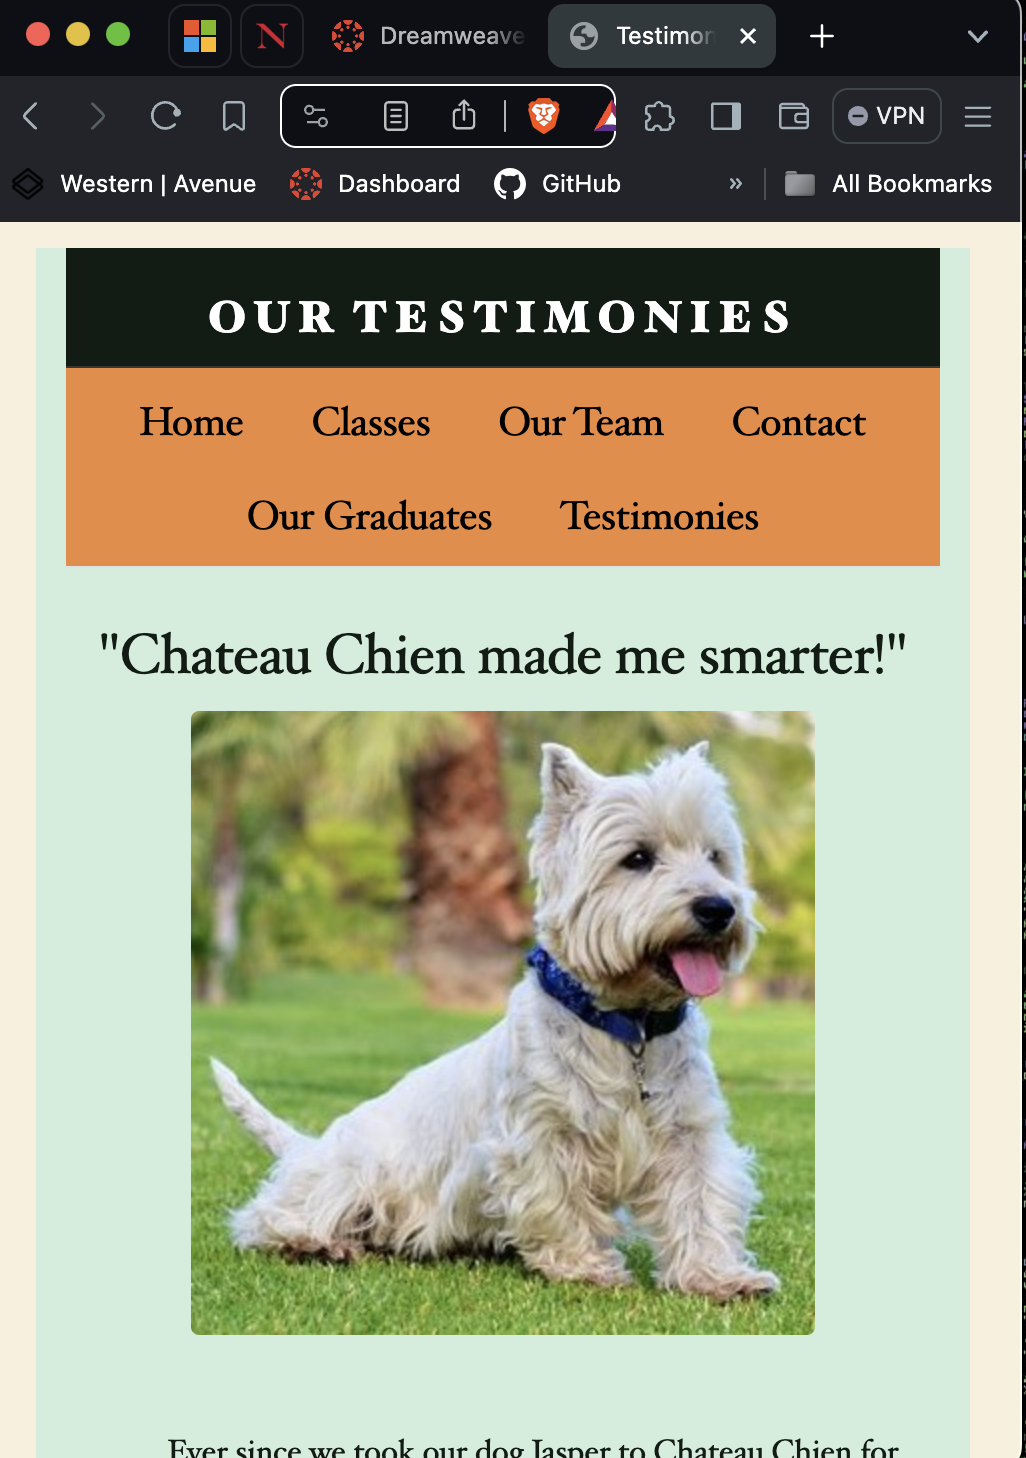 Dreamweave
Testimon
VPN
Western | Avenue
Dashboard
GitHub
All Bookmarks
OUR TESTIMONIES
Home Classes Our Team Contact
Our Graduates Testimonies
"Chateau Chien made me smarter!"
Ever since we took our dog Jasper to Chateau Chien for